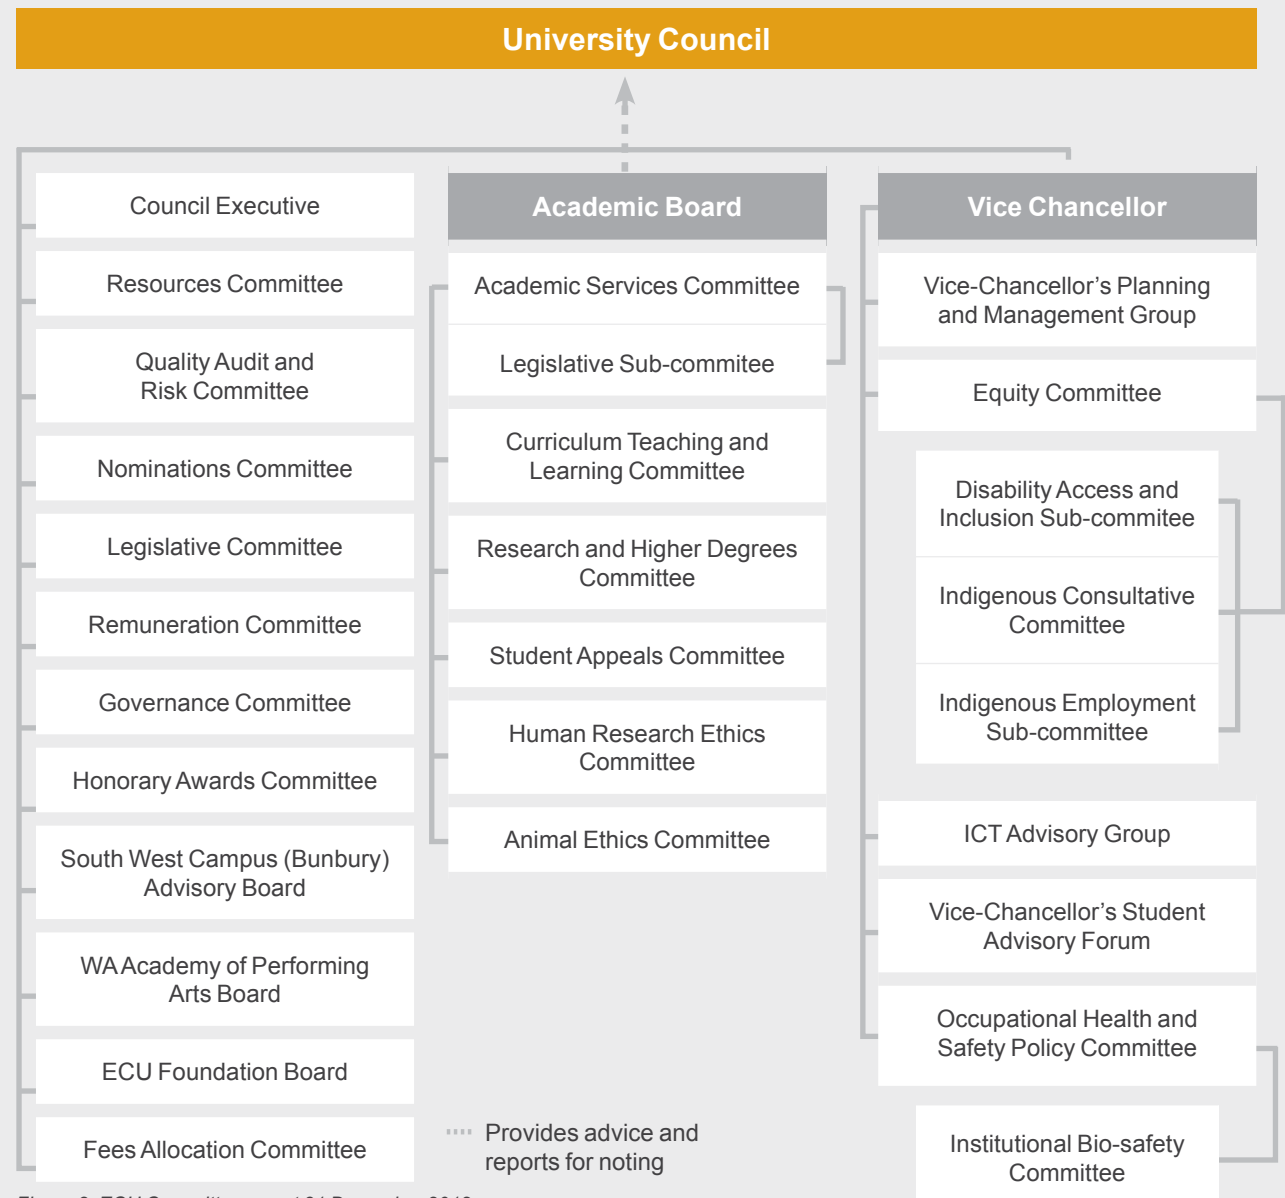 University Council
Council Executive
Resources Committee
Quality Audit and
Risk Committee
Nominations Committee
Legislative Committee
Remuneration Committee
Governance Committee
Honorary Awards Committee
South West Campus (Bunbury)
Advisory Board
WA Academy of Performing
Arts Board
ECU Foundation Board
Fees Allocation Committee
Academic Board
Academic Services Committee
Legislative Sub-commitee
Curriculum Teaching and
Learning Committee
Research and Higher Degrees
Committee
Student Appeals Committee
Human Research Ethics
Committee
Animal Ethics Committee
Provides advice and
reports for noting
Vice Chancellor
Vice-Chancellor’s Planning
and Management Group
Equity Committee
Disability Access and
Inclusion Sub-commitee
Indigenous Consultative
Committee
Indigenous Employment
Sub-committee
ICT Advisory Group
Vice-Chancellor’s Student
Advisory Forum
Occupational Health and
Safety Policy Committee
Institutional Bio-safety
Committee